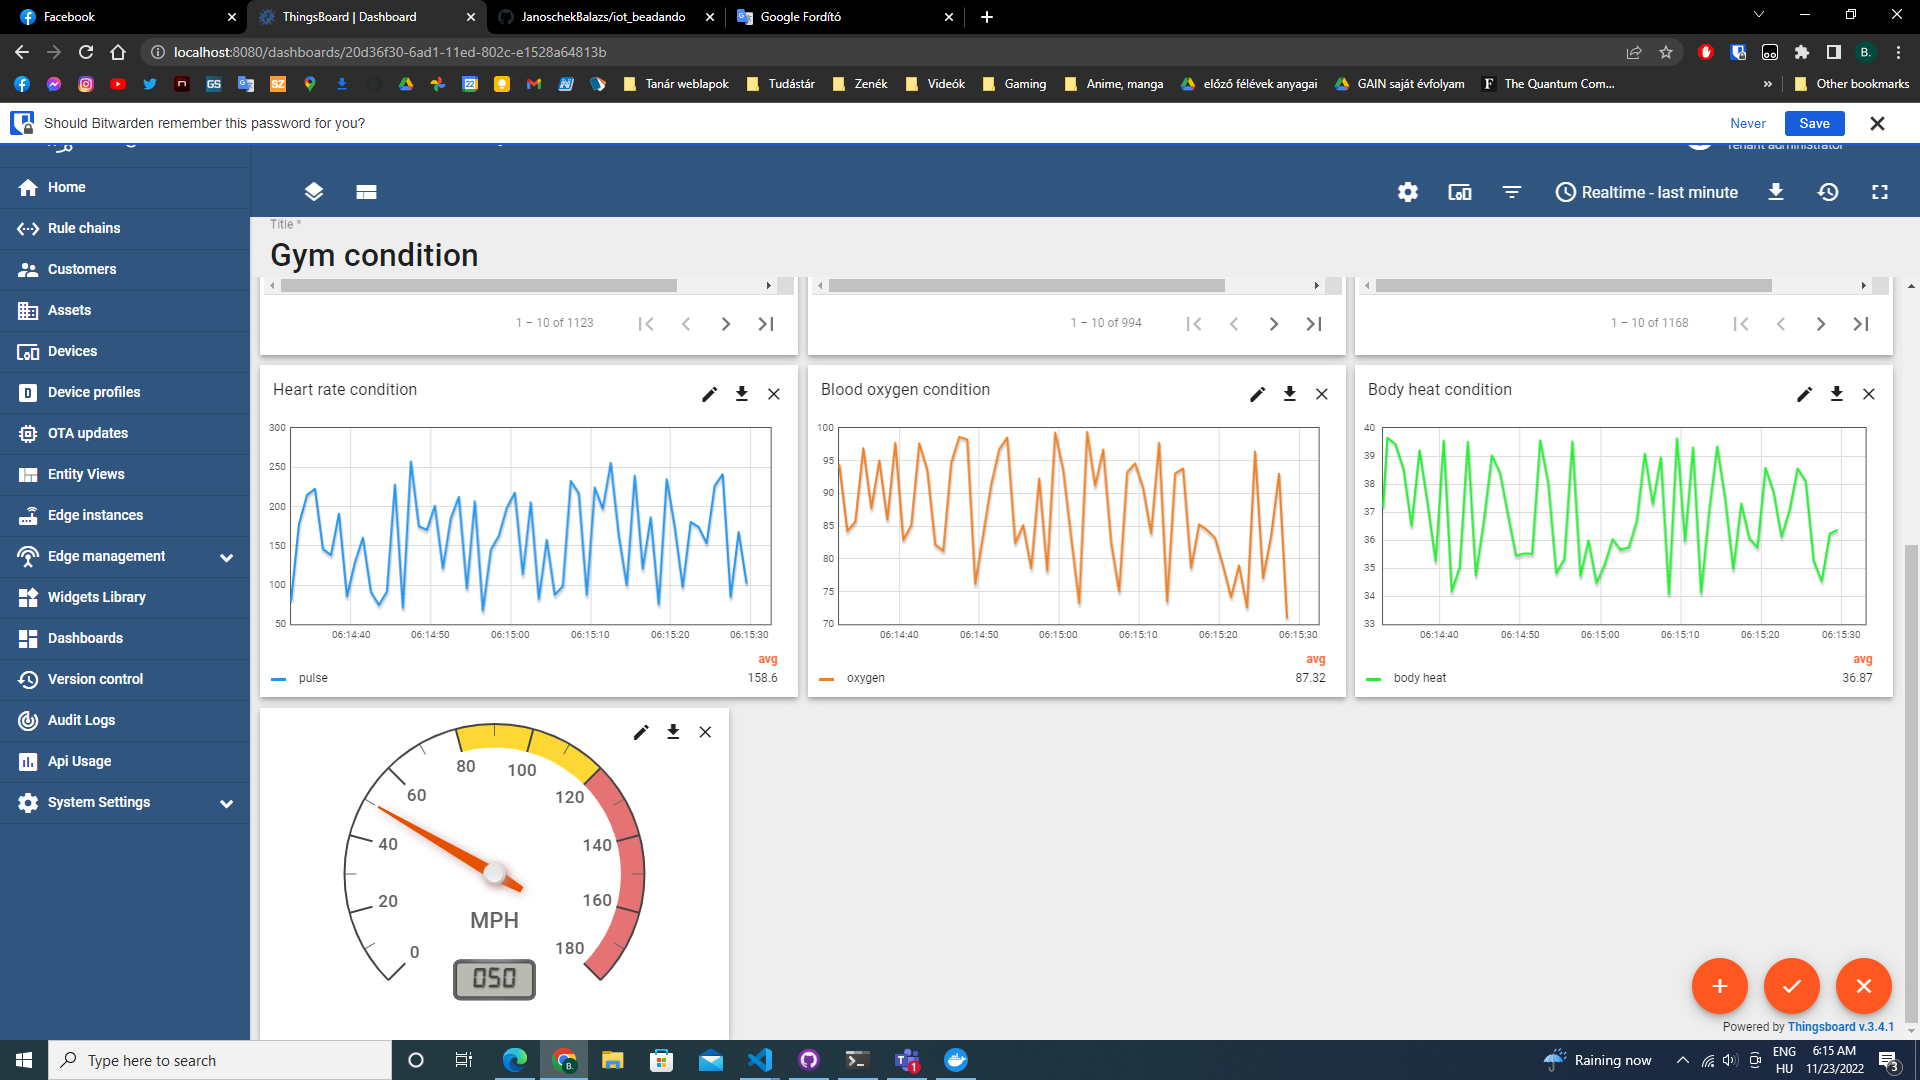 Facebook
ThingsBoard | Dashboard
JanoschekBalazs/iot_beadando
Google Fordító
localhost:8080/dashboards/20d36f30-6ad1-11ed-802c-e1528a64813b
Tanár weblapok
Tudástár
Zenék
Videók
Gaming
Anime, manga
előző félévek anyagai
GAIN saját évfolyam
The Quantum Com...
Other bookmarks
Should Bitwarden remember this password for you?
Never
Save
Tenant administrator
Home
Rule chains
Customers
Assets
Devices
Device profiles
OTA updates
Entity Views
Edge instances
Edge management
Widgets Library
Dashboards
Version control
Audit Logs
Api Usage
System Settings
Realtime - last minute
Title *
Gym condition
1 – 10 of 1123
1 – 10 of 994
1 – 10 of 1168
Heart rate condition
300
250
200
150
100
50
06:14:40 06:14:50 06:15:00 06:15:10 06:15:20 06:15:30
avg
pulse 158.6
Blood oxygen condition
100
95
90
85
80
75
70
06:14:40 06:14:50 06:15:00 06:15:10 06:15:20 06:15:30
avg
oxygen 87.32
Body heat condition
40
39
38
37
36
35
34
33
06:14:40 06:14:50 06:15:00 06:15:10 06:15:20 06:15:30
avg
body heat 36.87
0
20
40
60
80
100
120
140
160
180
MPH
050
Powered by Thingsboard v.3.4.1
Type here to search
Raining now
ENG
HU
6:15 AM
11/23/2022
3